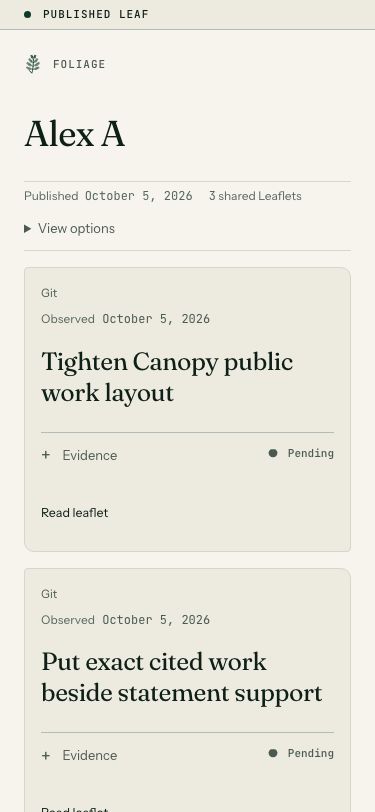 PUBLISHED LEAF
FOLIAGE
Alex A
Published October 5, 2026 3 shared Leaflets
View options
Git
Observed October 5, 2026
Tighten Canopy public
work layout
+ Evidence Pending
Read leaflet
Git
Observed October 5, 2026
Put exact cited work
beside statement support
+ Evidence Pending
Read leaflet